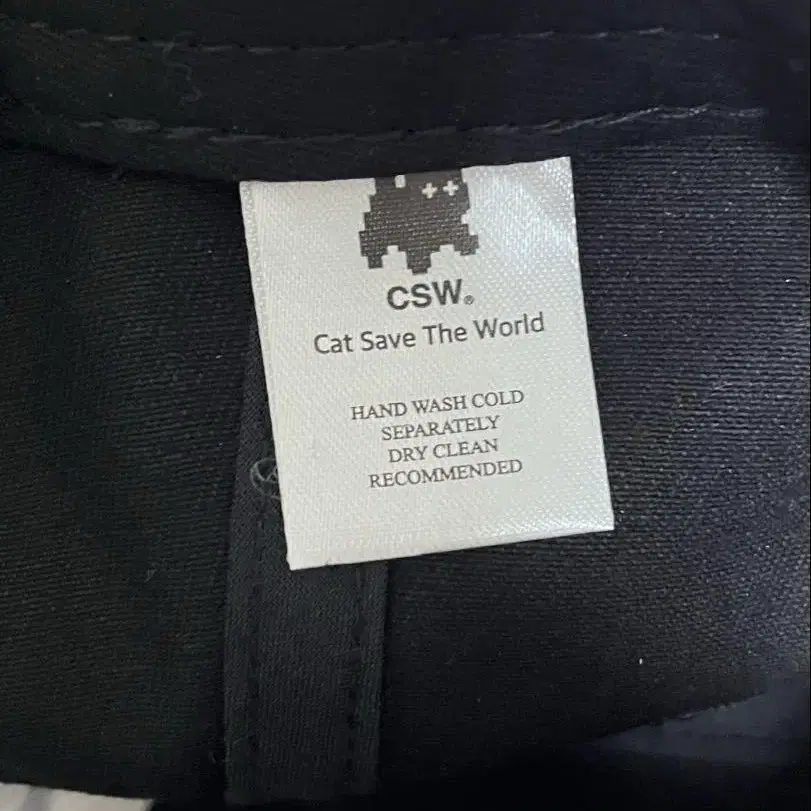 CSW®
Cat Save The World
HAND WASH COLD
SEPARATELY
DRY CLEAN
RECOMMENDED